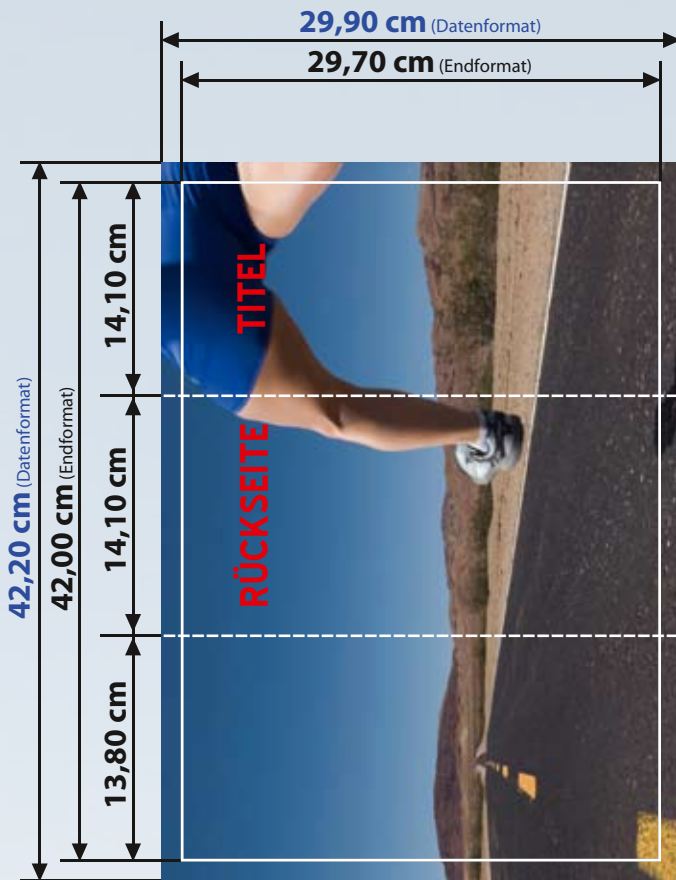 29,90 cm (Datenformat)
29,70 cm (Endformat)
42,20 cm (Datenformat)
42,00 cm (Endformat)
14,10 cm
14,10 cm
13,80 cm
TITEL
RÜCKSEITE